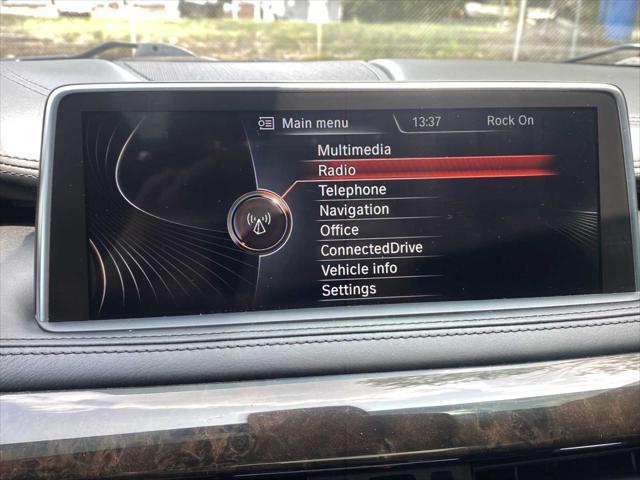 Main menu 13:37 Rock On
Multimedia
Radio
Telephone
Navigation
Office
ConnectedDrive
Vehicle info
Settings